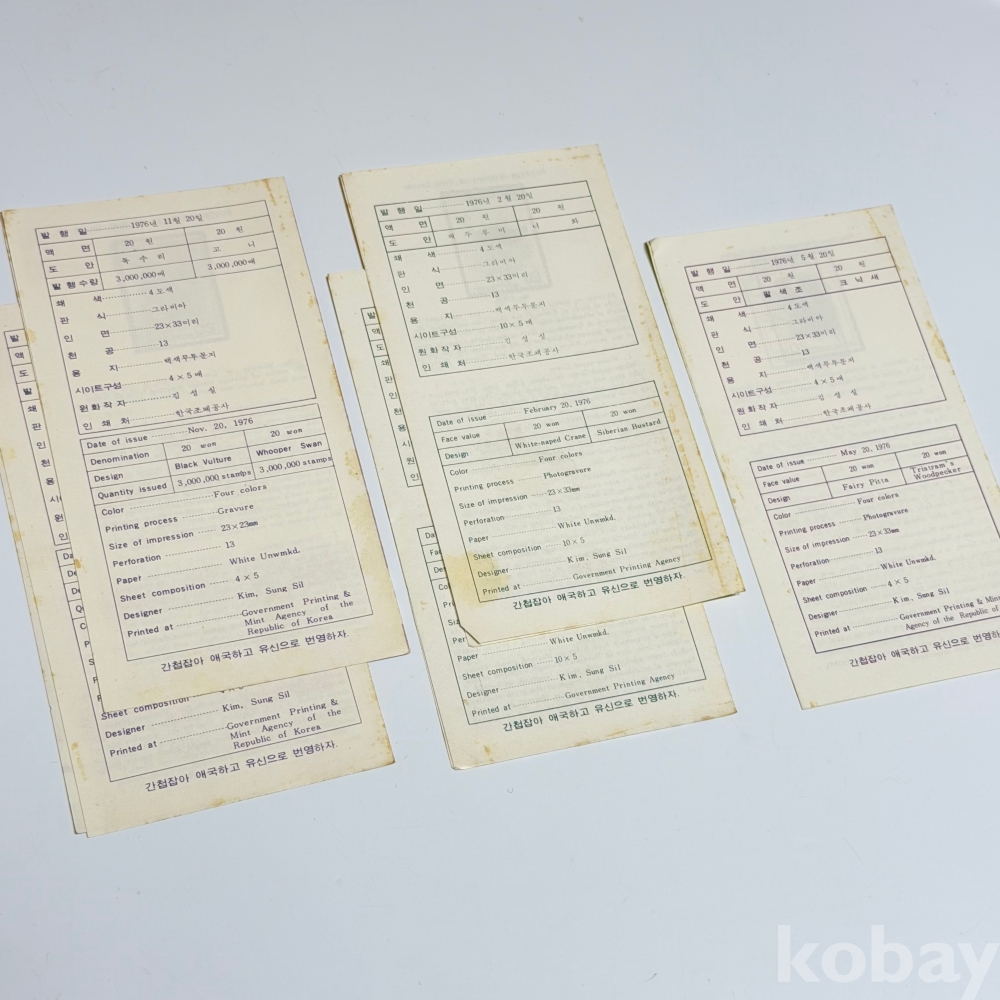 발 행 일 1976년 11월 20일
액 면 20 원 20 원
도 안 독 수 리 고 니
발 행 수 량 3,000,000매 3,000,000매
쇄 색 4도색
판 식 그라비아
인 면 23×33미리
천 공 13
용 지 백색무투문지
시이트구성 4×5매
원 화 작 자 김 성 실
인 쇄 처 한국조폐공사
Date of issue Nov. 20, 1976
Denomination 20 won 20 won
Design Black Vulture Whooper Swan
Quantity issued 3,000,000 stamps 3,000,000 stamps
Color Four colors
Printing process Gravure
Size of impression 23×23mm
Perforation 13
Paper White Unwmkd.
Sheet composition 4×5
Designer Kim, Sung Sil
Printed at Government Printing &
Mint Agency of the
Republic of Korea
간첩잡아 애국하고 유신으로 번영하자.
Sheet composition 4×5
Designer Kim, Sung Sil
Printed at Government Printing &
Mint Agency of the
Republic of Korea
간첩잡아 애국하고 유신으로 번영하자.
발 행 일 1976년 2월 20일
액 면 20 원 20 원
도 안 재 두 루 미 너 화
쇄 색 4도색
판 식 그라비아
인 면 23×33미리
천 공 13
용 지 백색무투문지
시이트구성 10×5매
원 화 작 자 김 성 실
인 쇄 처 한국조폐공사
Date of issue February 20, 1976
Face value 20 won 20 won
Design White-naped Crane Siberian Bustard
Color Four colors
Printing process Photogravure
Size of impression 23×33mm
Perforation 13
Paper White Unwmkd.
Sheet composition 10×5
Designer Kim, Sung Sil
Printed at Government Printing Agency
간첩잡아 애국하고 유신으로 번영하자.
Paper White Unwmkd.
Sheet composition 10×5
Designer Kim, Sung Sil
Printed at Government Printing Agency
간첩잡아 애국하고 유신으로 번영하자.
발 행 일 1976년 5월 20일
액 면 20 원 20 원
도 안 팔 색 조 크 낙 새
쇄 색 4도색
판 식 그라비아
인 면 23×33미리
천 공 13
용 지 백색무투문지
시이트구성 4×5매
원 화 작 자 김 성 실
인 쇄 처 한국조폐공사
Date of issue May 20, 1976
Face value 20 won 20 won
Design Fairy Pitta Tristram's
Woodpecker
Color Four colors
Printing process Photogravure
Size of impression 23×33mm
Perforation 13
Paper White Unwmkd.
Sheet composition 4×5
Designer Kim, Sung Sil
Printed at Government Printing & Mint
Agency of the Republic of
간첩잡아 애국하고 유신으로 번영하자
kobay